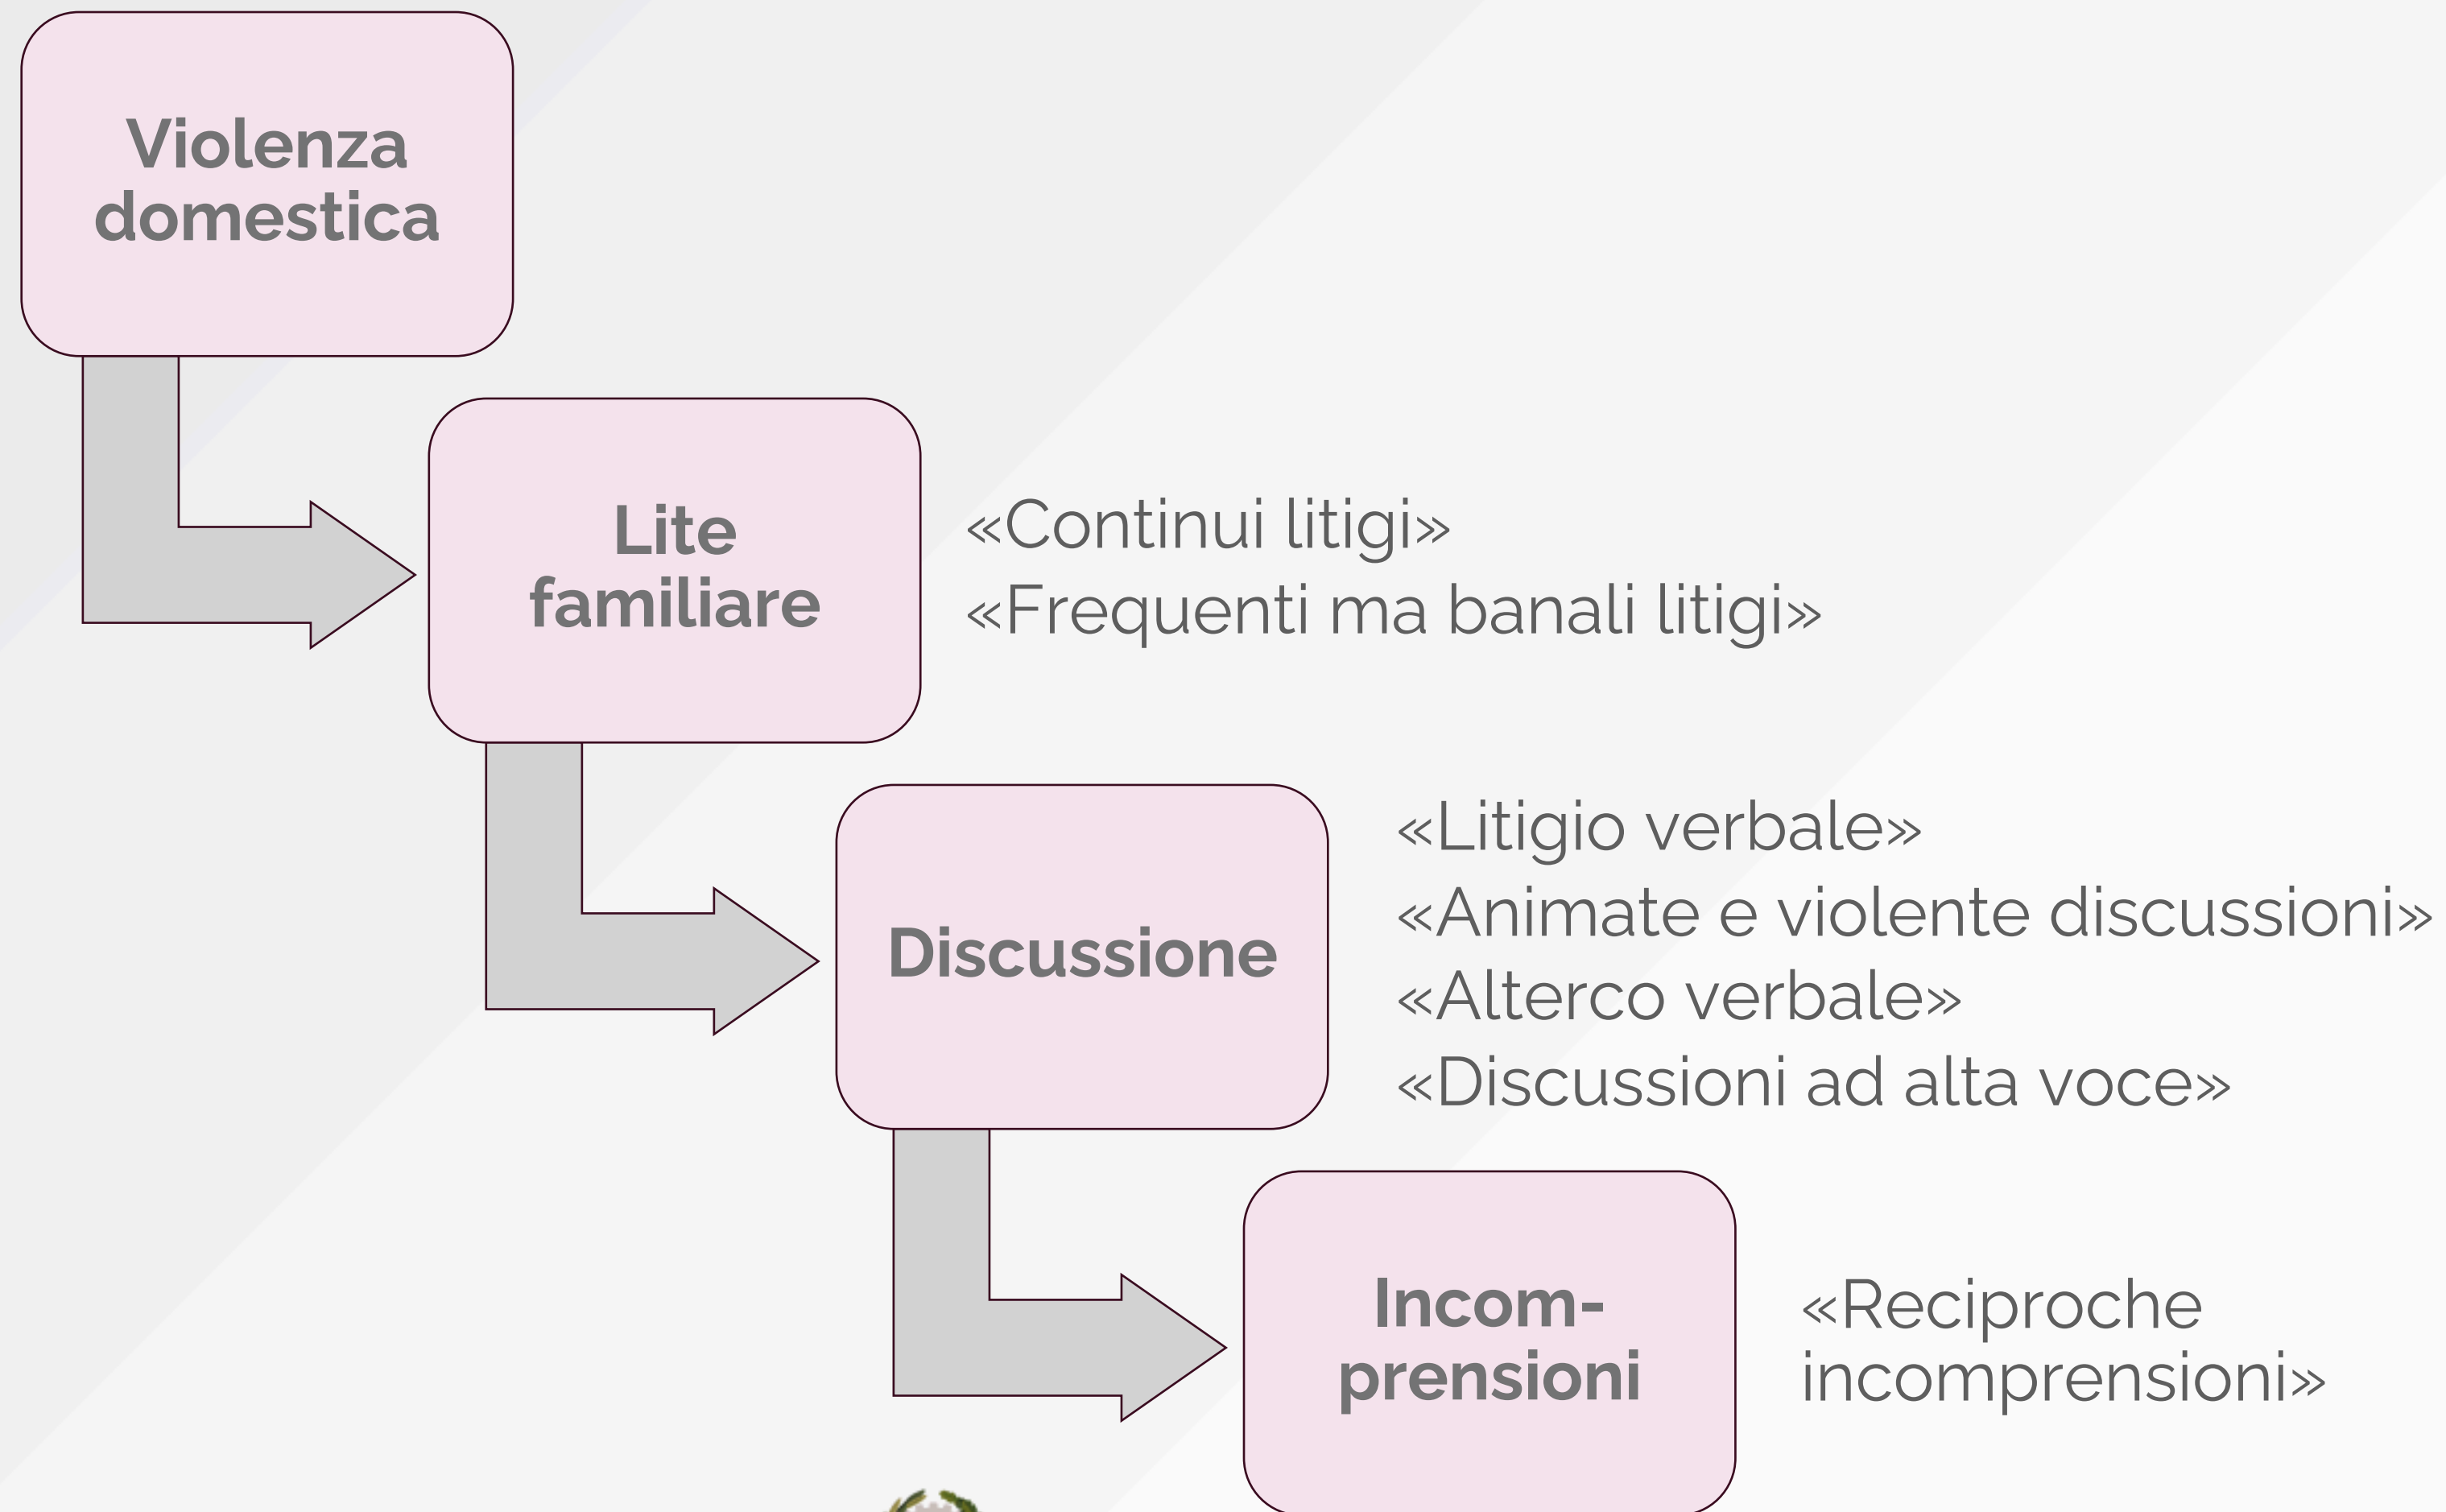 Violenza
domestica
Lite
familiare
«Continui litigi»
«Frequenti ma banali litigi»
Discussione
«Litigio verbale»
«Animate e violente discussioni»
«Alterco verbale»
«Discussioni ad alta voce»
Incom-
prensioni
«Reciproche
incomprensioni»